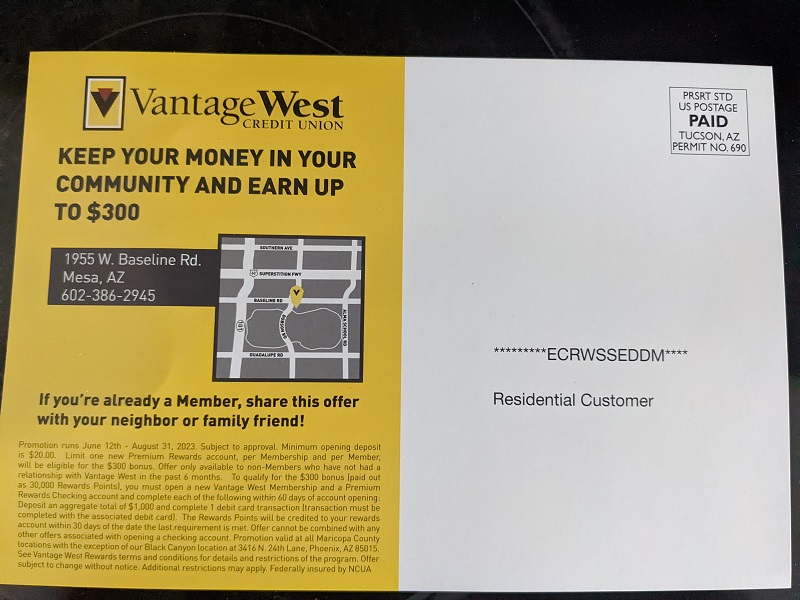 Vantage West
CREDIT UNION
KEEP YOUR MONEY IN YOUR
COMMUNITY AND EARN UP
TO $300
1955 W. Baseline Rd.
Mesa, AZ
602-386-2945
SOUTHERN AVE
SUPERSTITION FWY
BASELINE RD
101
DOBSON RD
ALMA SCHOOL RD
GUADALUPE RD
If you're already a Member, share this offer
with your neighbor or family friend!
Promotion runs June 12th - August 31, 2023. Subject to approval. Minimum opening deposit
is $20.00. Limit one new Premium Rewards account, per Membership and per Member,
will be eligible for the $300 bonus. Offer only available to non-Members who have not had a
relationship with Vantage West in the past 6 months. To qualify for the $300 bonus (paid out
as 30,000 Rewards Points), you must open a new Vantage West Membership and a Premium
Rewards Checking account and complete each of the following within 60 days of account opening:
Deposit an aggregate total of $1,000 and complete 1 debit card transaction (transaction must be
completed with the associated debit card). The Rewards Points will be credited to your rewards
account within 30 days of the date the last requirement is met. Offer cannot be combined with any
other offers associated with opening a checking account. Promotion valid at all Maricopa County
locations with the exception of our Black Canyon location at 3416 N. 24th Lane, Phoenix, AZ 85015.
See Vantage West Rewards terms and conditions for details and restrictions of the program. Offer
subject to change without notice. Additional restrictions may apply. Federally insured by NCUA
PRSRT STD
US POSTAGE
PAID
TUCSON, AZ
PERMIT NO. 690
*********ECRWSSEDDM****
Residential Customer